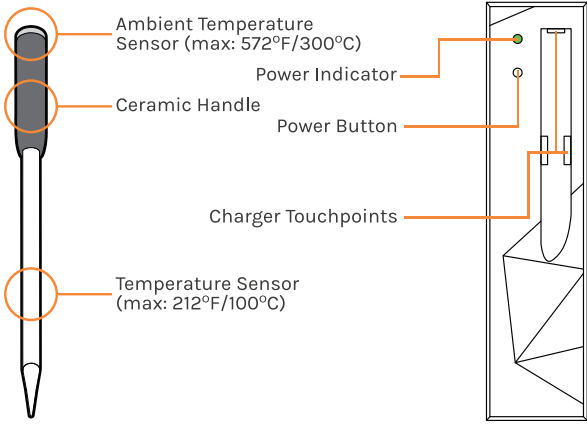 Ambient Temperature
Sensor (max: 572°F/300°C)
Ceramic Handle
Temperature Sensor
(max: 212°F/100°C)
Power Indicator
Power Button
Charger Touchpoints